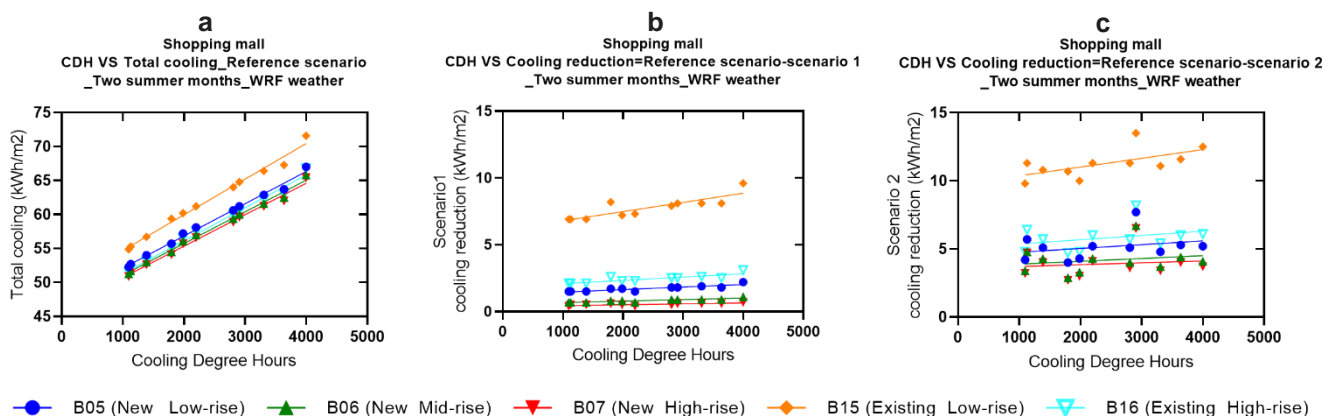 a
Shopping mall
CDH VS Total cooling_Reference scenario
_Two summer months_WRF weather
75
70
65
60
55
50
45
Total cooling (kWh/m2)
0 1000 2000 3000 4000 5000
Cooling Degree Hours
b
Shopping mall
CDH VS Cooling reduction=Reference scenario-scenario 1
_Two summer months_WRF weather
15
10
5
0
Scenario1
cooling reduction (kWh/m2)
0 1000 2000 3000 4000 5000
Cooling Degree Hours
c
Shopping mall
CDH VS Cooling reduction=Reference scenario-scenario 2
_Two summer months_WRF weather
15
10
5
0
Scenario 2
cooling reduction (kWh/m2)
0 1000 2000 3000 4000 5000
Cooling Degree Hours
B05 (New Low-rise) B06 (New Mid-rise) B07 (New High-rise) B15 (Existing Low-rise) B16 (Existing High-rise)